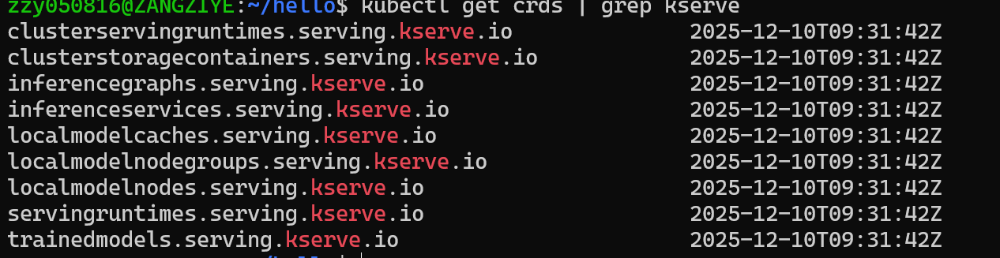 zzy050816@ZANGZIYE:~/hello$ kubectl get crds | grep kserve
clusterservingruntimes.serving.kserve.io 2025-12-10T09:31:42Z
clusterstoragecontainers.serving.kserve.io 2025-12-10T09:31:42Z
inferencegraphs.serving.kserve.io 2025-12-10T09:31:42Z
inferenceservices.serving.kserve.io 2025-12-10T09:31:42Z
localmodelcaches.serving.kserve.io 2025-12-10T09:31:42Z
localmodelnodegroups.serving.kserve.io 2025-12-10T09:31:42Z
localmodelnodes.serving.kserve.io 2025-12-10T09:31:42Z
servingruntimes.serving.kserve.io 2025-12-10T09:31:42Z
trainedmodels.serving.kserve.io 2025-12-10T09:31:42Z